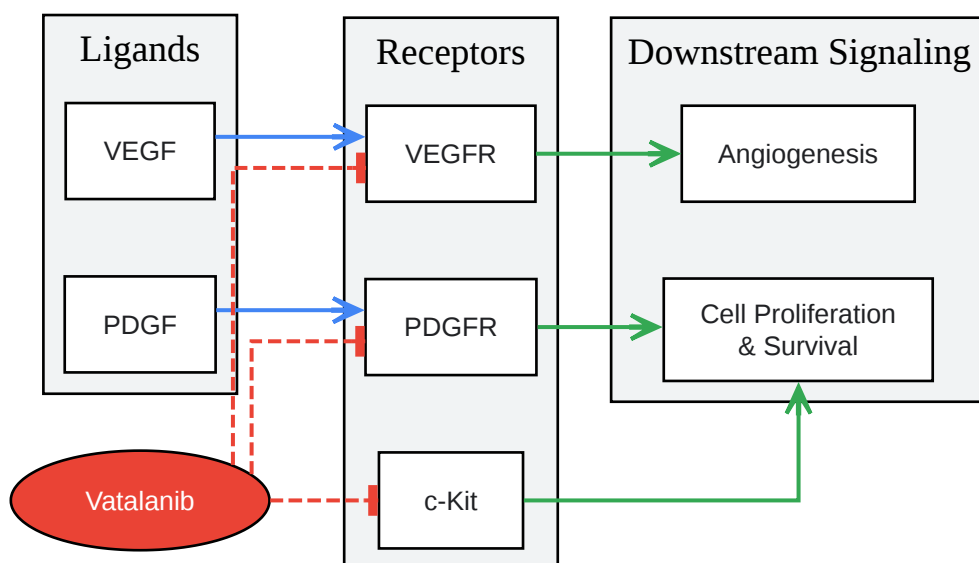 Ligands
Receptors
Downstream Signaling
VEGF
VEGFR
Angiogenesis
PDGF
PDGFR
Cell Proliferation
& Survival
Vatalanib
c-Kit